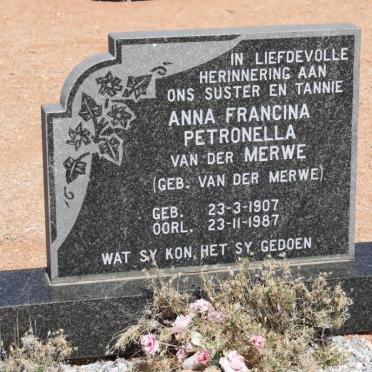 IN LIEFDEVOLLE
HERINNERING AAN
ONS SUSTER EN TANNIE
ANNA FRANCINA
PETRONELLA
VAN DER MERWE
(GEB. VAN DER MERWE)
GEB. 23-3-1907
OORL. 23-11-1987
WAT SY KON, HET SY GEDOEN